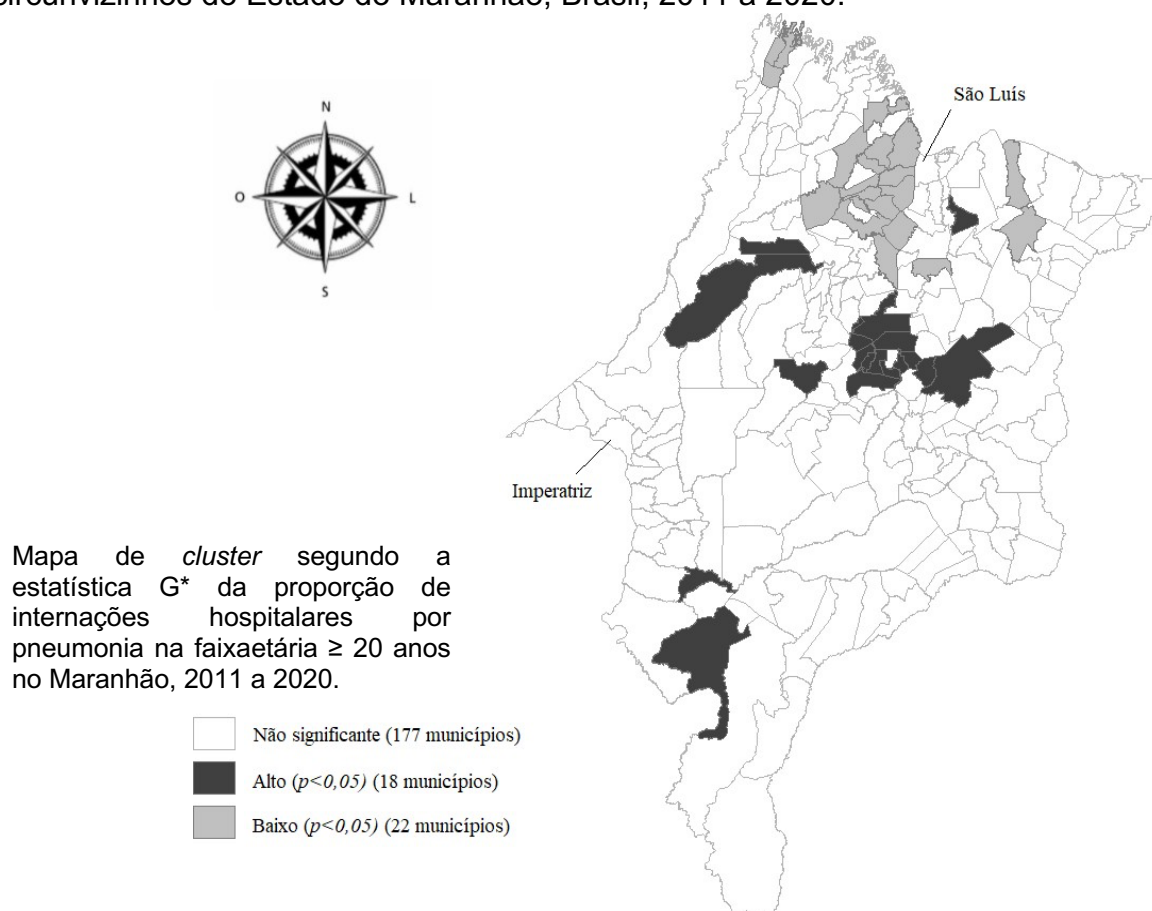 circunvizinhos do Estado do Maranhão, Brasil, 2011 a 2020.
N
São Luís
O
L
S
Imperatriz
Mapa de cluster segundo a
estatística G* da proporção de
internações hospitalares por
pneumonia na faixaetária ≥ 20 anos
no Maranhão, 2011 a 2020.
Não significante (177 municípios)
Alto (p<0,05) (18 municípios)
Baixo (p<0,05) (22 municípios)